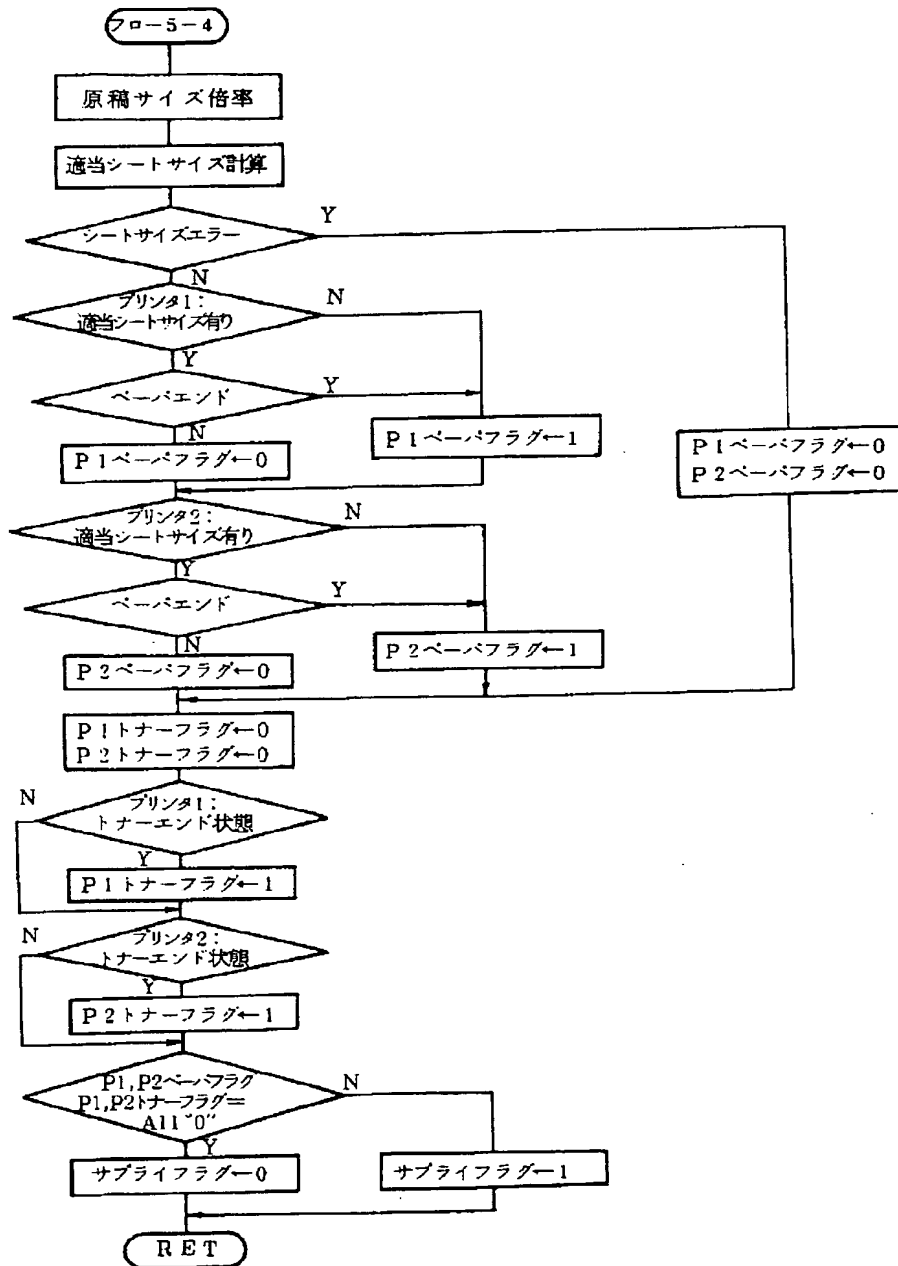 フロー5-4
原稿サイズ倍率
適当シートサイズ計算
シートサイズエラー
Y
N
プリンタ1:
適当シートサイズ有り
N
Y
ペーパエンド
Y
N
P1ペーパフラグ←1
P1ペーパフラグ←0
P1ペーパフラグ←0
P2ペーパフラグ←0
プリンタ2:
適当シートサイズ有り
N
Y
ペーパエンド
Y
N
P2ペーパフラグ←1
P2ペーパフラグ←0
P1トナーフラグ←0
P2トナーフラグ←0
N
プリンタ1:
トナーエンド状態
Y
P1トナーフラグ←1
N
プリンタ2:
トナーエンド状態
Y
P2トナーフラグ←1
P1,P2ペーパフラグ
P1,P2トナーフラグ=
All"0"
N
Y
サプライフラグ←0
サプライフラグ←1
RET